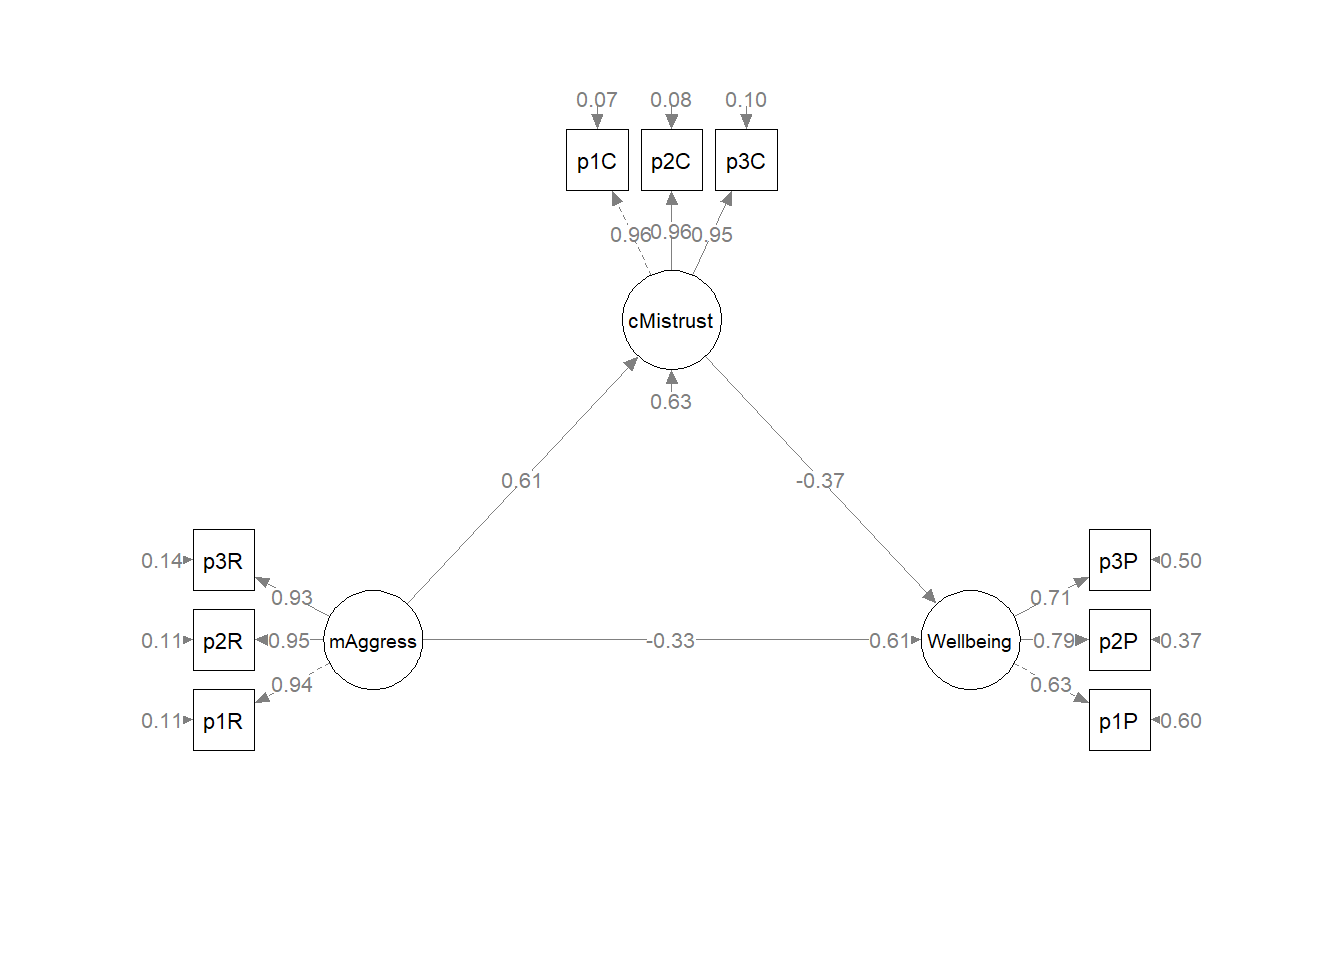 0.07 0.08 0.10
p1C p2C p3C
0.96 0.96 0.95
cMistrust
0.63
0.61 -0.37
0.14 p3R p3P 0.50
0.93 0.71
0.11 p2R 0.95 mAggress -0.33 0.61 Wellbeing 0.79 p2P 0.37
0.94 0.63
0.11 p1R p1P 0.60